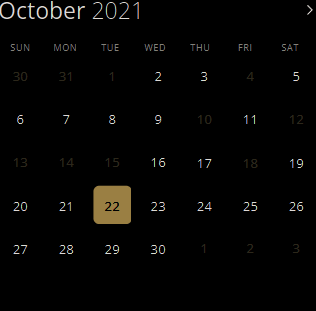 October 2021
SUN MON TUE WED THU FRI SAT
30 31 1 2 3 4 5
6 7 8 9 10 11 12
13 14 15 16 17 18 19
20 21 22 23 24 25 26
27 28 29 30 1 2 3